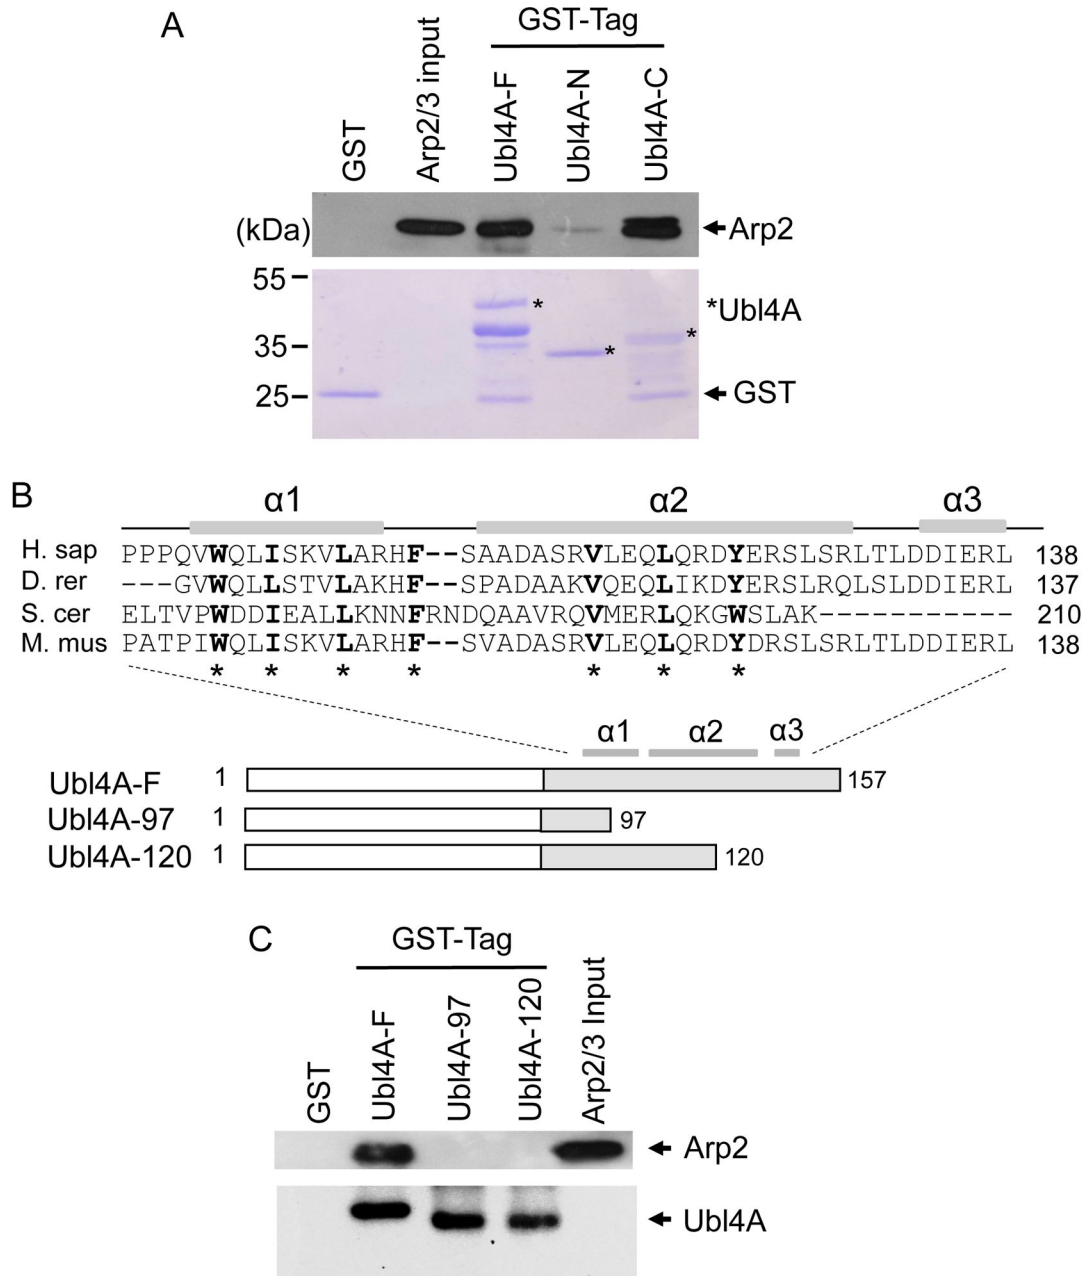 A
GST-Tag
GST
Arp2/3 input
Ubl4A-F
Ubl4A-N
Ubl4A-C
(kDa)
Arp2
55
*
*Ubl4A
*
35
*
25
GST
B
α1 α2 α3
H. sap PPPQVWQLISKVLARHF--SAADASRVLEQLQRDYERSLSRLTLDDIERL 138
D. rer ---GVWQLLSTVLAKHF--SPADAAKVQEQLIKDYERSLRQLSLDDIERL 137
S. cer ELTVPWDDIEALLKNNFRNDQAAVRQVMERLQKGWSLAK----------- 210
M. mus PATPIWQLISKVLARHF--SVADASRVLEQLQRDYDRSLSRLTLDDIERL 138
* * * * * * *
α1 α2 α3
Ubl4A-F 1 157
Ubl4A-97 1 97
Ubl4A-120 1 120
C
GST-Tag
GST
Ubl4A-F
Ubl4A-97
Ubl4A-120
Arp2/3 Input
Arp2
Ubl4A